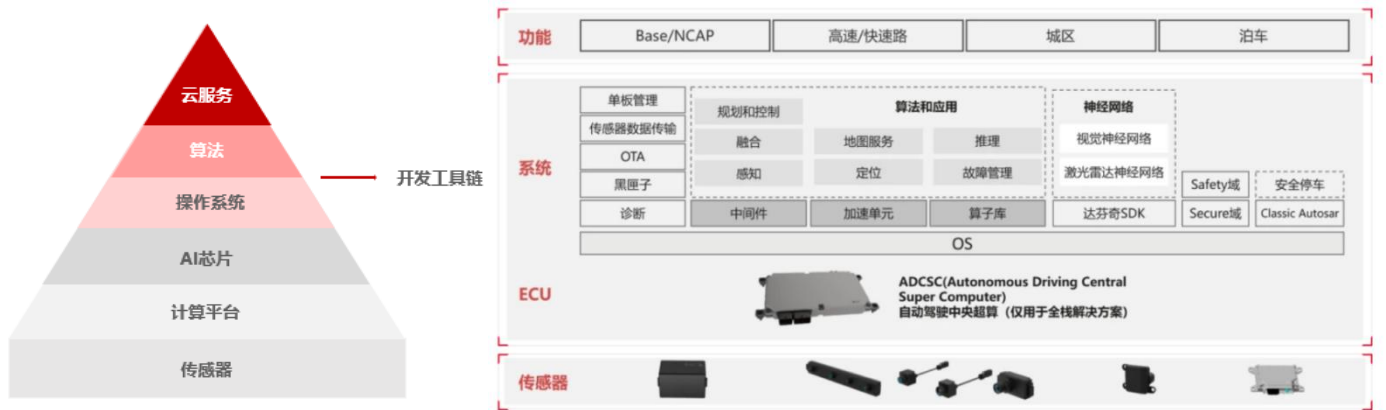 云服务
算法
操作系统
AI芯片
计算平台
传感器
开发工具链
功能
Base/NCAP
高速/快速路
城区
泊车
系统
单板管理
传感器数据传输
OTA
黑匣子
诊断
规划和控制
算法和应用
融合
地图服务
推理
感知
定位
故障管理
中间件
加速单元
算子库
神经网络
视觉神经网络
激光雷达神经网络
达芬奇SDK
Safety域
安全停车
Secure域
Classic Autosar
OS
ECU
ADCSC(Autonomous Driving Central
Super Computer)
自动驾驶中央超算（仅用于全栈解决方案）
传感器